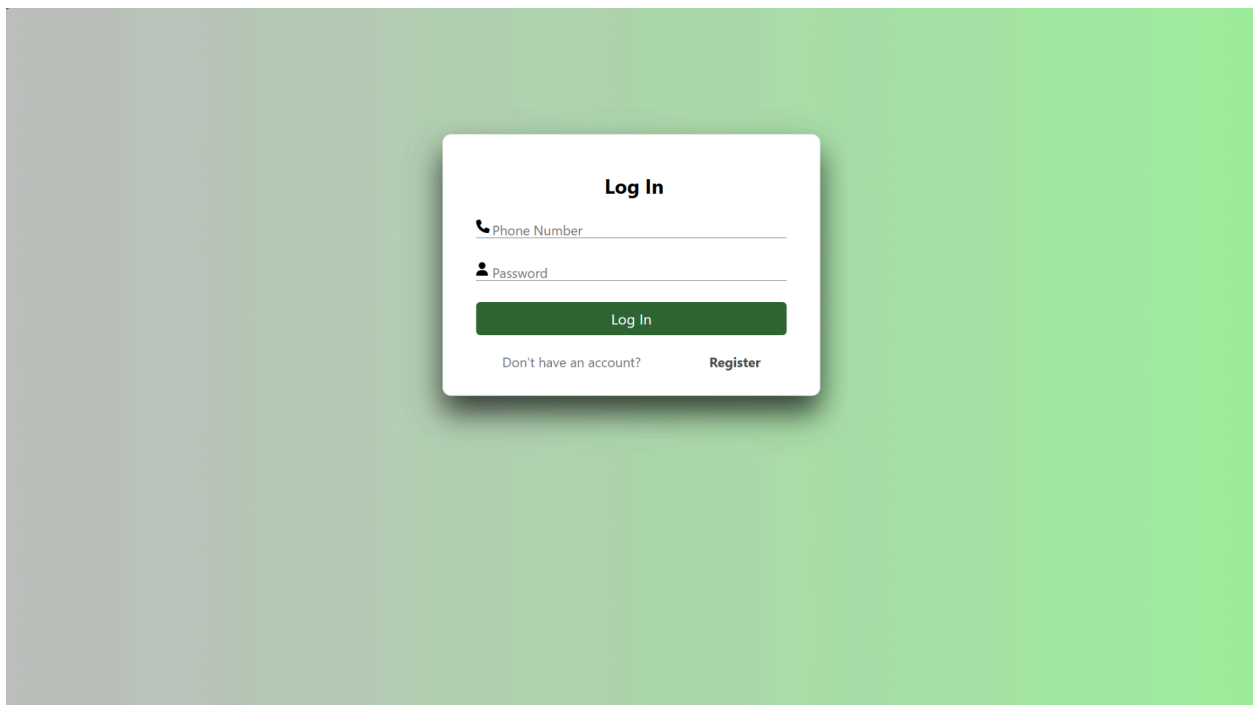 Log In
Phone Number
Password
Log In
Don't have an account? Register